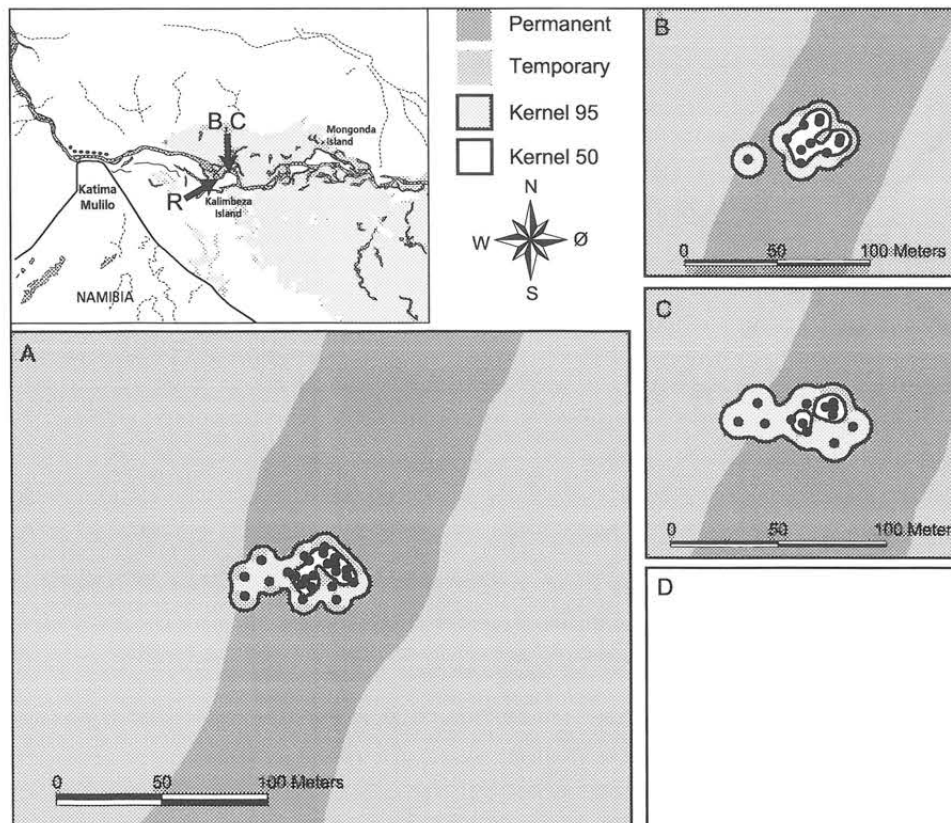 B C
Mongonda
island
R
Kalimbeza
Island
Katima
Mulilo
NAMIBIA
Permanent
Temporary
Kernel 95
Kernel 50
N
W Ø
S
B
0 50 100 Meters
C
0 50 100 Meter
A
0 50 100 Meters
D